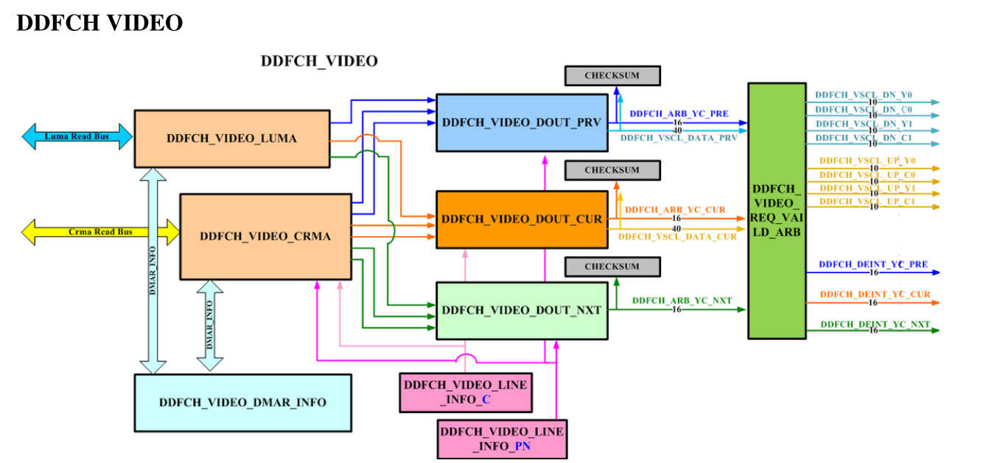 DDFCH VIDEO
DDFCH_VIDEO
CHECKSUM
DDFCH_VIDEO_DOUT_PRV
DDFCH_ARB_YC_PRE
16
40
DDFCH_VSCL_DATA_PRV
Luma Read Bus
DDFCH_VIDEO_LUMA
CHECKSUM
DDFCH_VIDEO_DOUT_CUR
DDFCH_ARB_YC_CUR
16
40
DDFCH_VSCL_DATA_CUR
Crma Read Bus
DDFCH_VIDEO_CRMA
CHECKSUM
DDFCH_VIDEO_DOUT_NXT
DDFCH_ARB_YC_NXT
16
DMAR_INFO
DMAR_INFO
DDFCH_VIDEO_DMAR_INFO
DDFCH_VIDEO_LINE
_INFO_C
DDFCH_VIDEO_LINE
_INFO_PN
DDFCH_
VIDEO_
REQ_VAI
LD_ARB
DDFCH_VSCL_DN_Y0
10
DDFCH_VSCL_DN_C0
10
DDFCH_VSCL_DN_Y1
10
DDFCH_VSCL_DN_C1
10
DDFCH_VSCL_UP_Y0
10
DDFCH_VSCL_UP_C0
10
DDFCH_VSCL_UP_Y1
10
DDFCH_VSCL_UP_C1
10
DDFCH_DEINT_YC_PRE
16
DDFCH_DEINT_YC_CUR
16
DDFCH_DEINT_YC_NXT
16